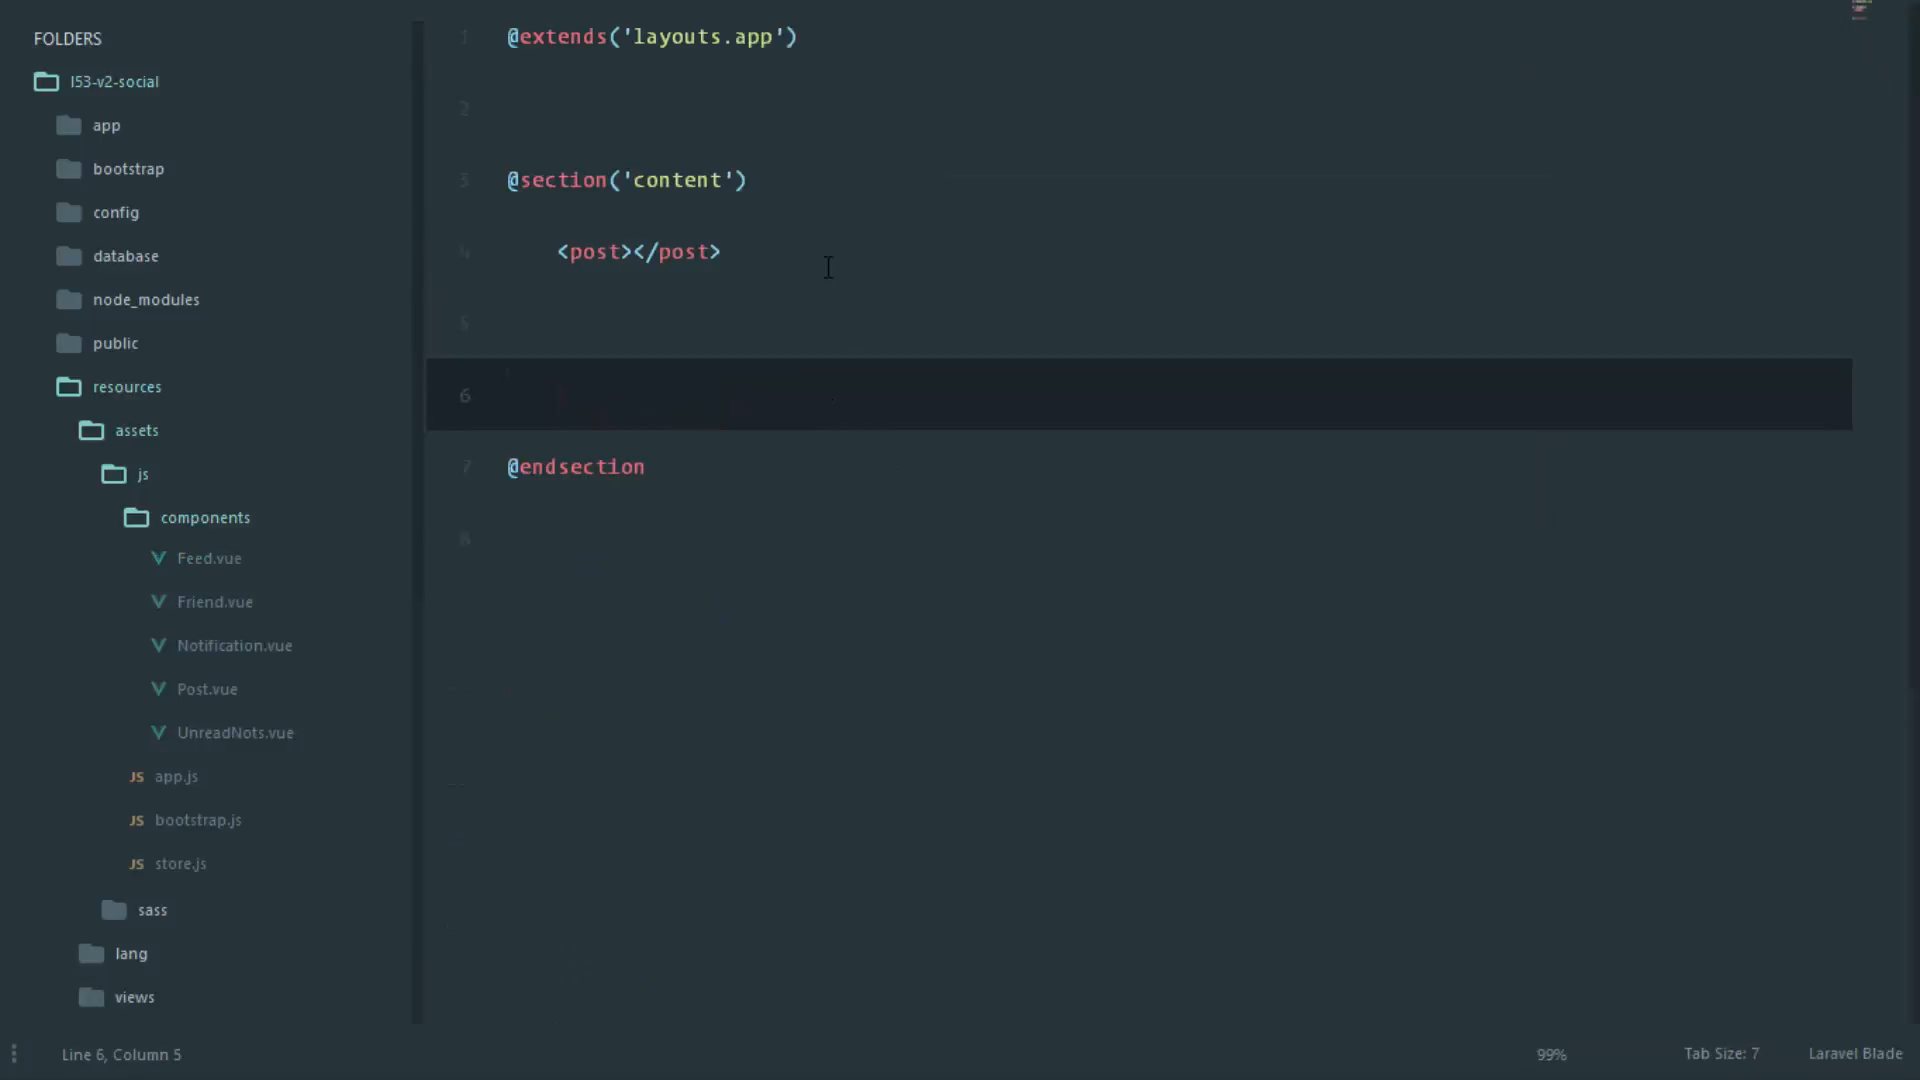 FOLDERS
l53-v2-social
app
bootstrap
config
database
node_modules
public
resources
assets
js
components
Feed.vue
Friend.vue
Notification.vue
Post.vue
UnreadNots.vue
JS app.js
JS bootstrap.js
JS store.js
sass
lang
views
1 @extends('layouts.app')
2
3 @section('content')
4 <post></post>
5
6
7 @endsection
8
Line 6, Column 5
99%
Tab Size: 7
Laravel Blade